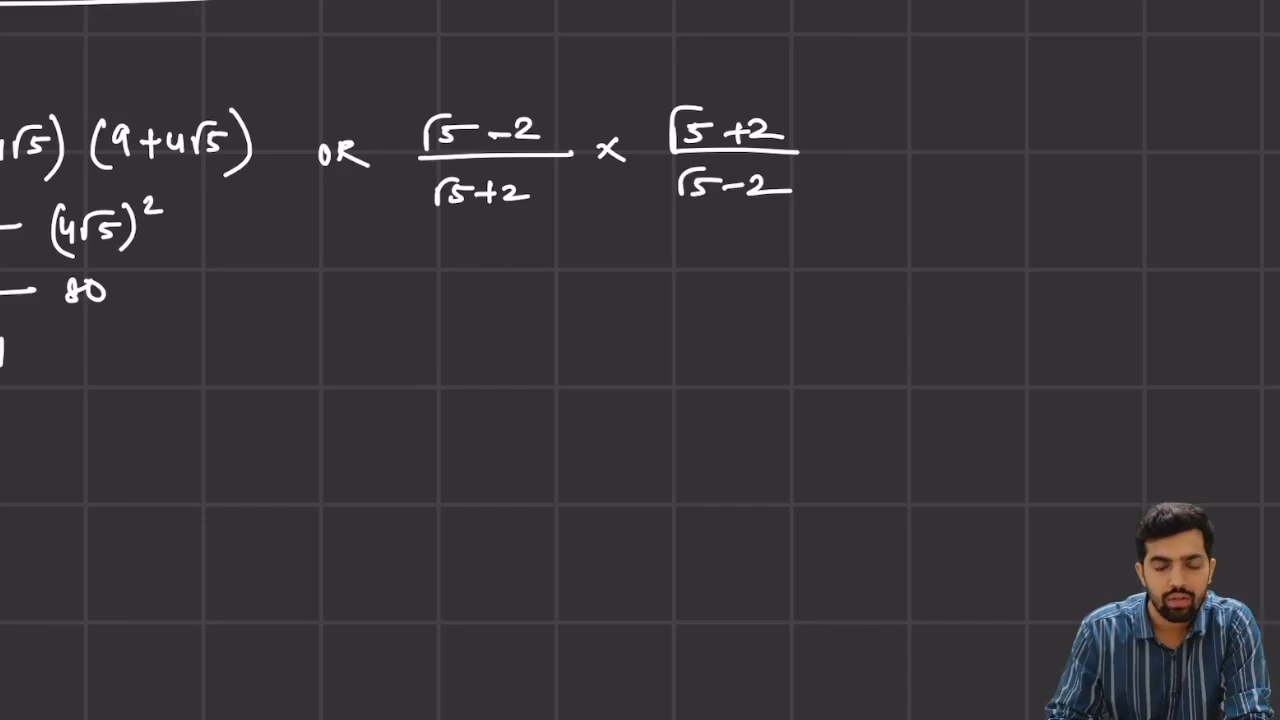 √5) (9+4√5) OR (√5 - 2)/(√5+2) × (√5 +2)/(√5-2)
- (4√5)²
- 80